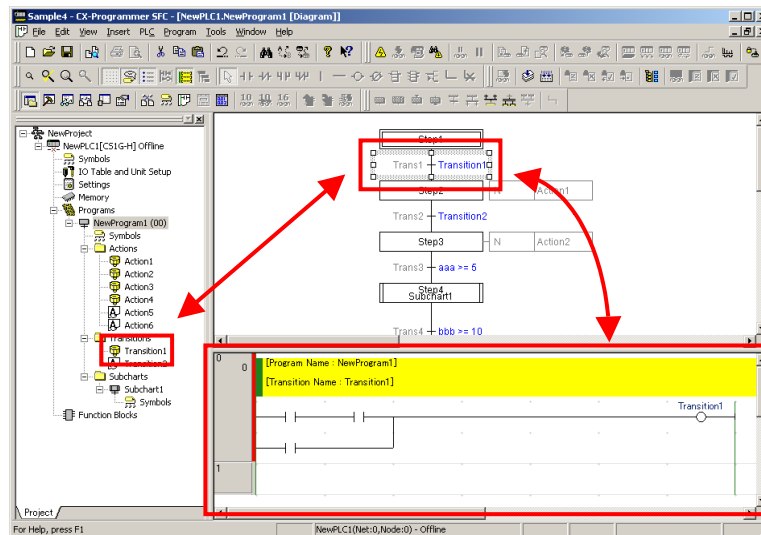 Sample4 - CX-Programmer SFC - [NewPLC1.NewProgram1 [Diagram]]
File Edit View Insert PLC Program Tools Window Help
10 10 16
NewProject
NewPLC1[CS1G-H] Offline
Symbols
IO Table and Unit Setup
Settings
Memory
Programs
NewProgram1 (00)
Symbols
Actions
Action1
Action2
Action3
Action4
Action5
Action6
Transitions
Transition1
Transition2
Subcharts
Subchart1
Symbols
Function Blocks
Project
Step1
Trans1 Transition1
Step2 N Action1
Trans2 Transition2
Step3 N Action2
Trans3 aaa >= 5
Step4
Subchart1
Trans4 bbb >= 10
0 0 [Program Name : NewProgram1]
[Transition Name : Transition1]
Transition1
1
For Help, press F1 NewPLC1(Net:0,Node:0) - Offline